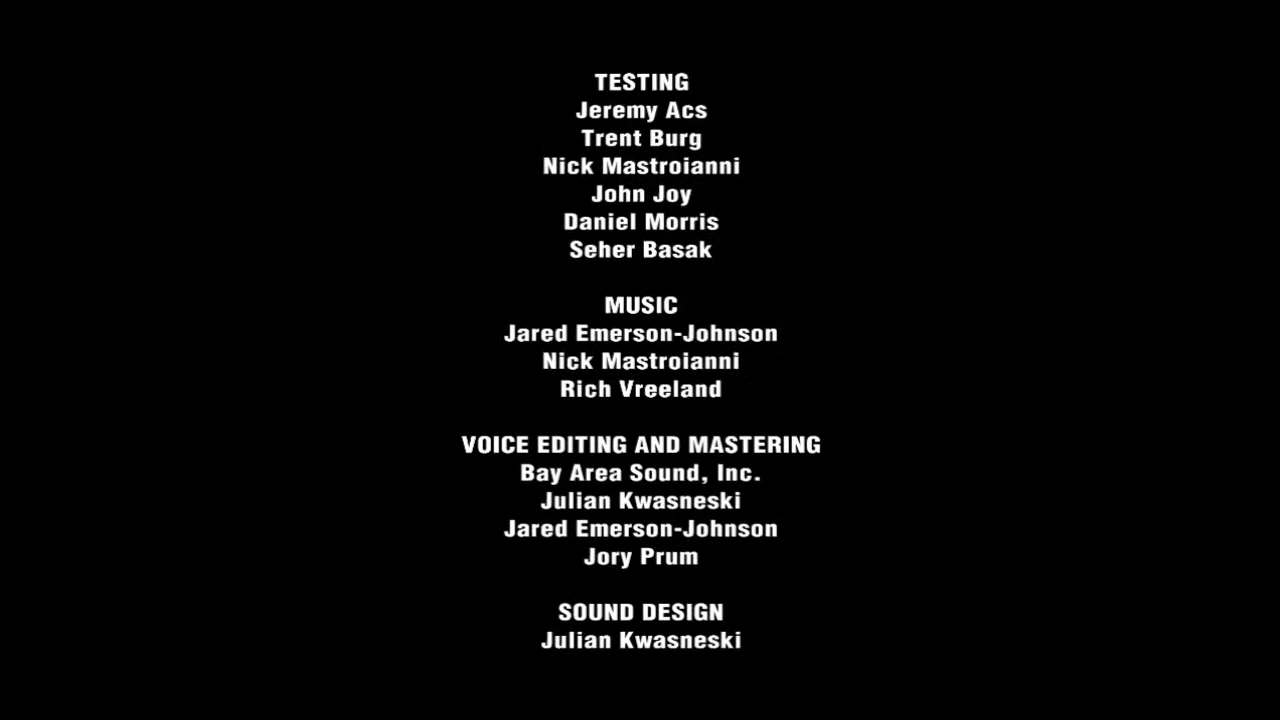 TESTING
Jeremy Acs
Trent Burg
Nick Mastroianni
John Joy
Daniel Morris
Seher Basak
MUSIC
Jared Emerson-Johnson
Nick Mastroianni
Rich Vreeland
VOICE EDITING AND MASTERING
Bay Area Sound, Inc.
Julian Kwasneski
Jared Emerson-Johnson
Jory Prum
SOUND DESIGN
Julian Kwasneski